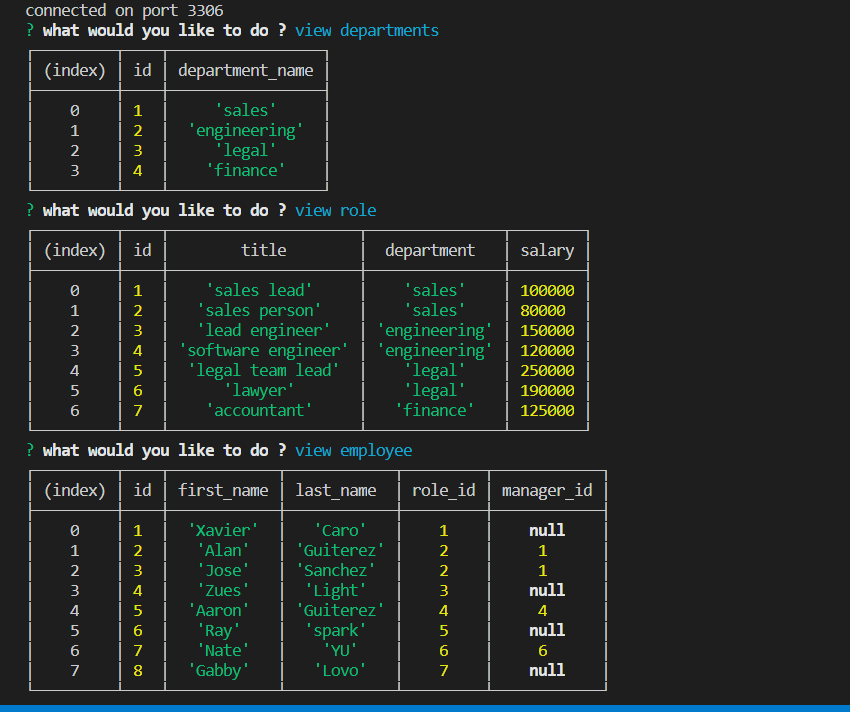 connected on port 3306
? what would you like to do ? view departments
(index) id department_name
0 1 'sales'
1 2 'engineering'
2 3 'legal'
3 4 'finance'
? what would you like to do ? view role
(index) id title department salary
0 1 'sales lead' 'sales' 100000
1 2 'sales person' 'sales' 80000
2 3 'lead engineer' 'engineering' 150000
3 4 'software engineer' 'engineering' 120000
4 5 'legal team lead' 'legal' 250000
5 6 'lawyer' 'legal' 190000
6 7 'accountant' 'finance' 125000
? what would you like to do ? view employee
(index) id first_name last_name role_id manager_id
0 1 'Xavier' 'Caro' 1 null
1 2 'Alan' 'Guiterez' 2 1
2 3 'Jose' 'Sanchez' 2 1
3 4 'Zues' 'Light' 3 null
4 5 'Aaron' 'Guiterez' 4 4
5 6 'Ray' 'spark' 5 null
6 7 'Nate' 'YU' 6 6
7 8 'Gabby' 'Lovo' 7 null